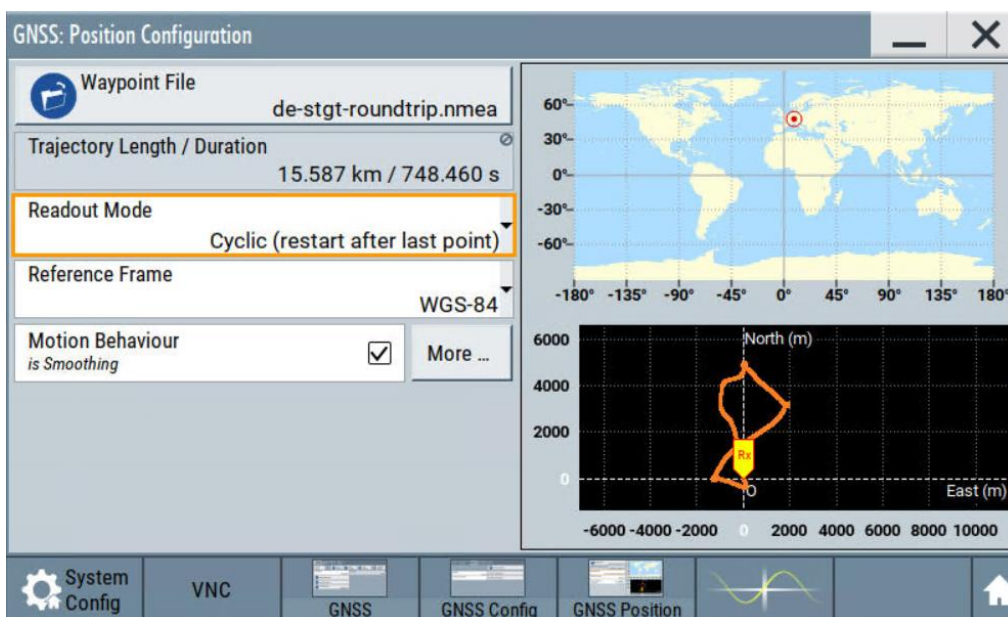 GNSS: Position Configuration
Waypoint File
de-stgt-roundtrip.nmea
Trajectory Length / Duration
15.587 km / 748.460 s
Readout Mode
Cyclic (restart after last point)
Reference Frame
WGS-84
Motion Behaviour
is Smoothing
More ...
60°
30°
0°
-30°
-60°
-180° -135° -90° -45° 0° 45° 90° 135° 180°
6000
North (m)
4000
2000
Rx
0
O
East (m)
-6000 -4000 -2000 0 2000 4000 6000 8000 10000
System
Config
VNC
GNSS
GNSS Config
GNSS Position